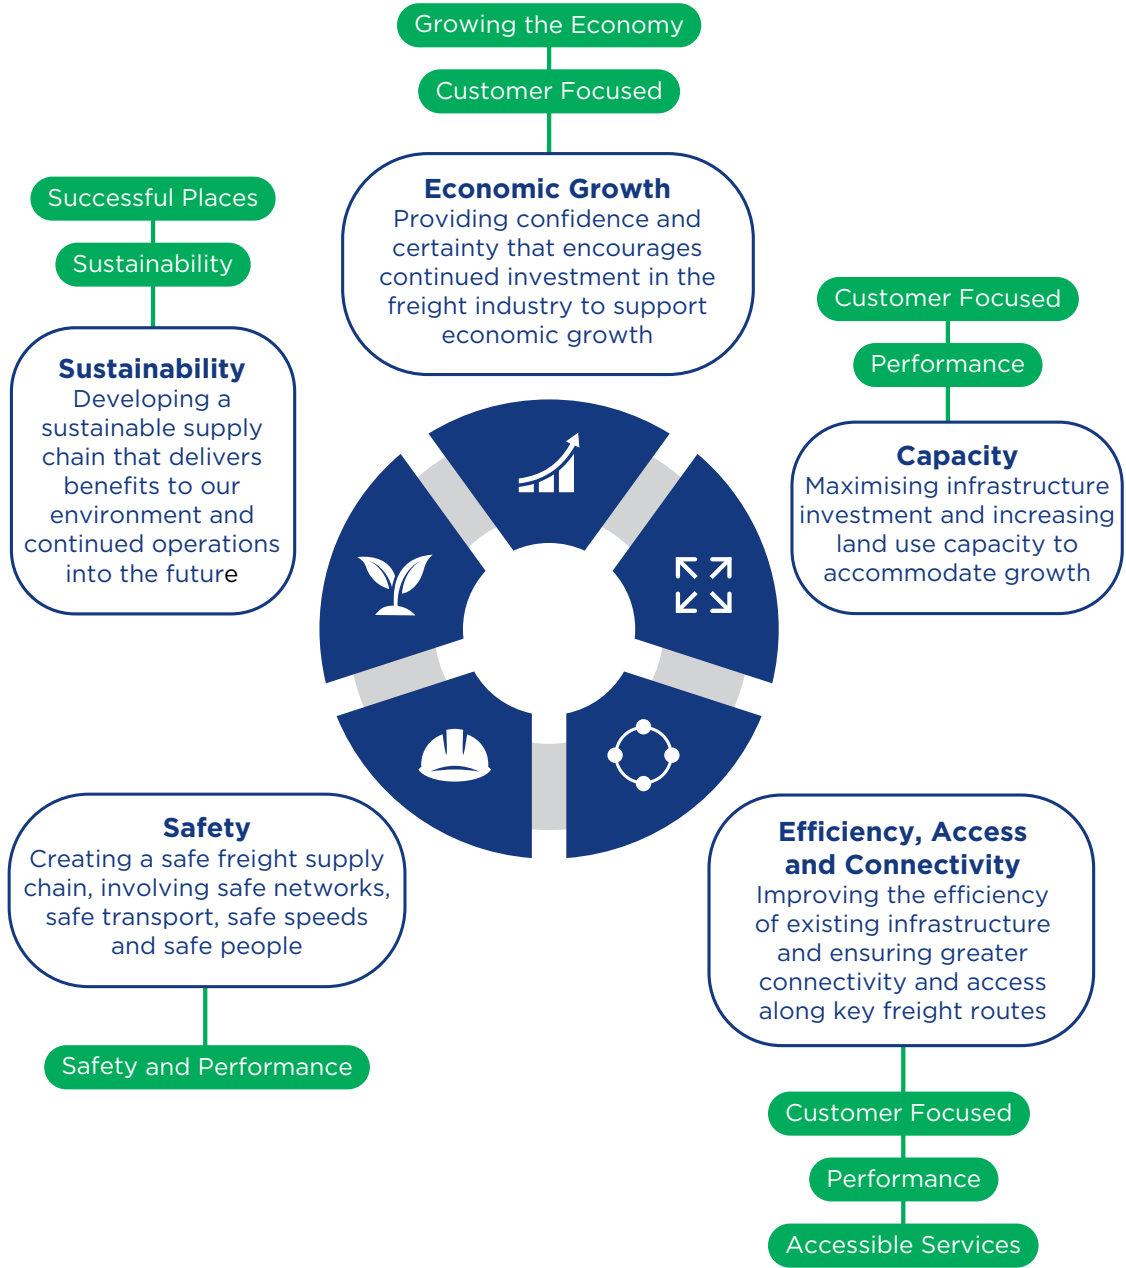 Growing the Economy
Customer Focused
Economic Growth
Providing confidence and
certainty that encourages
continued investment in the
freight industry to support
economic growth
Successful Places
Sustainability
Sustainability
Developing a
sustainable supply
chain that delivers
benefits to our
environment and
continued operations
into the future
Customer Focused
Performance
Capacity
Maximising infrastructure
investment and increasing
land use capacity to
accommodate growth
Safety
Creating a safe freight supply
chain, involving safe networks,
safe transport, safe speeds
and safe people
Safety and Performance
Efficiency, Access
and Connectivity
Improving the efficiency
of existing infrastructure
and ensuring greater
connectivity and access
along key freight routes
Customer Focused
Performance
Accessible Services